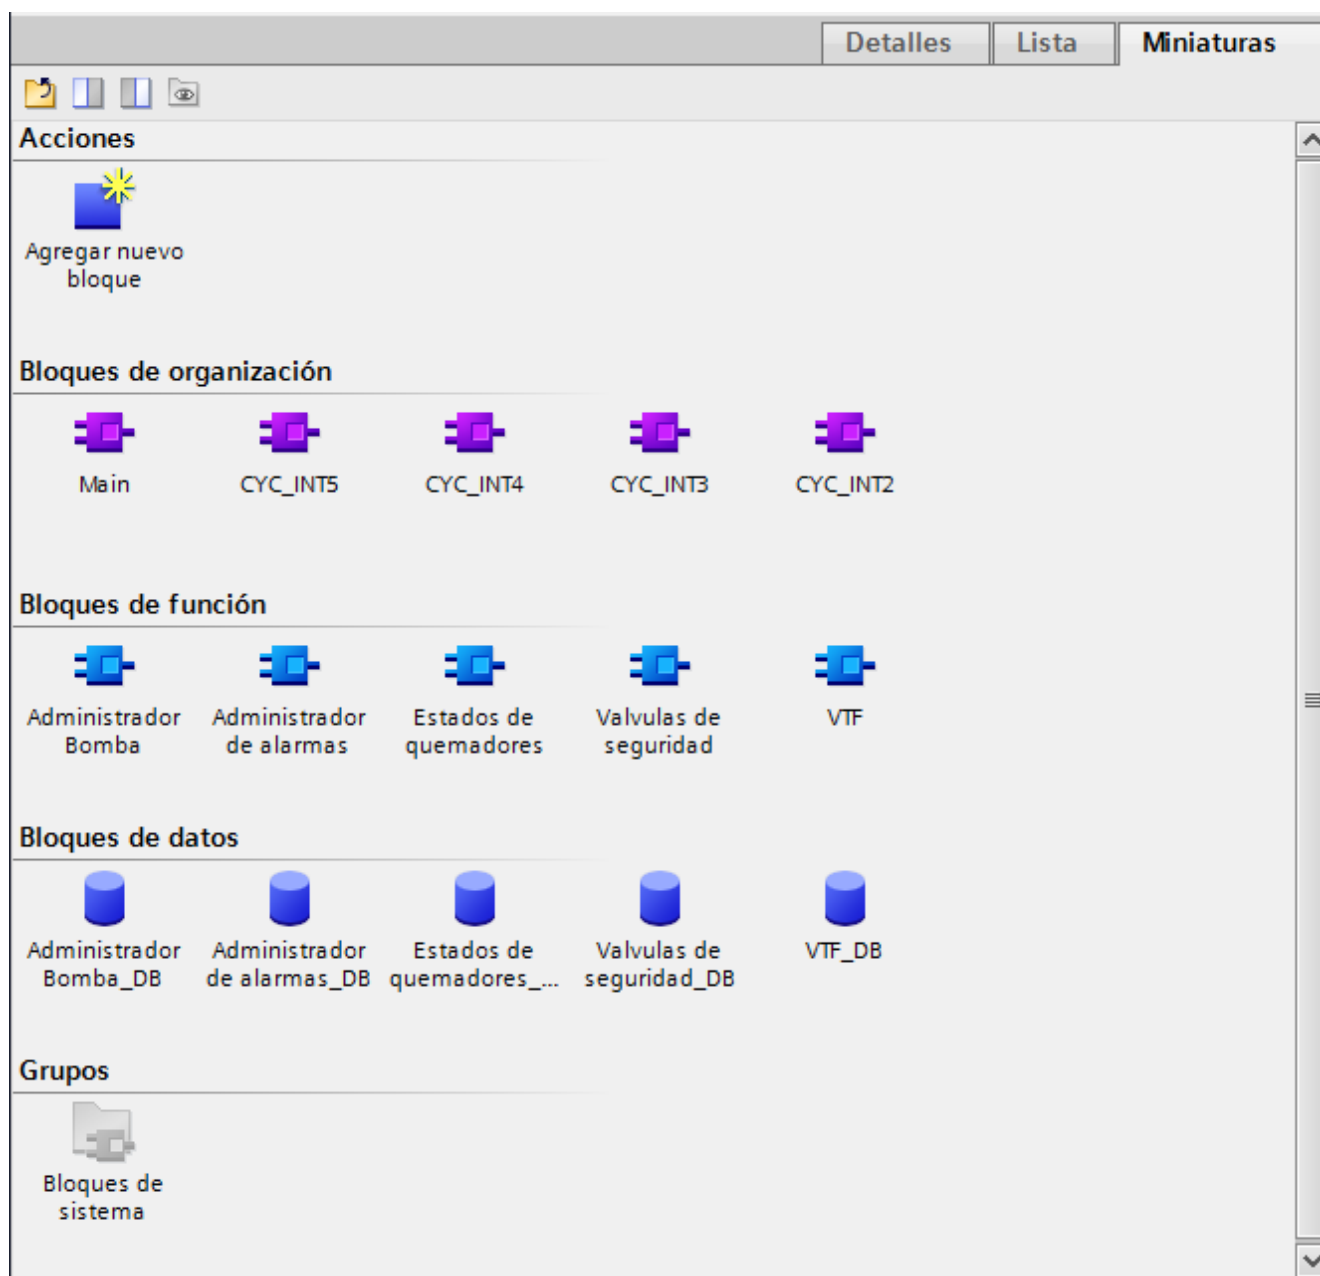 Detalles Lista Miniaturas
Acciones
Agregar nuevo
bloque
Bloques de organización
Main CYC_INT5 CYC_INT4 CYC_INT3 CYC_INT2
Bloques de función
Administrador Administrador Estados de Valvulas de VTF
Bomba de alarmas quemadores seguridad
Bloques de datos
Administrador Administrador Estados de Valvulas de VTF_DB
Bomba_DB de alarmas_DB quemadores_... seguridad_DB
Grupos
Bloques de
sistema